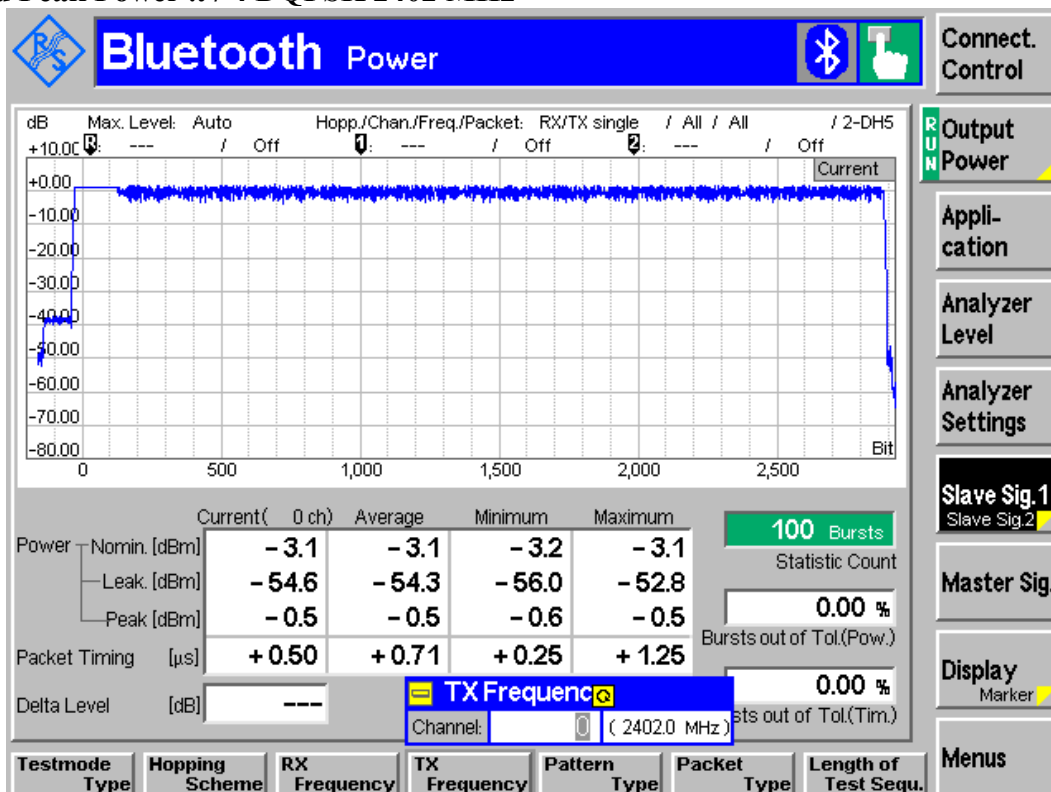 R&S Bluetooth Power
Connect. Control
dB Max. Level: Auto Hopp./Chan./Freq./Packet: RX/TX single / All / All / 2-DH5
R: --- / Off 1: --- / Off 2: --- / Off
Current
+0.00
-10.00
-20.00
-30.00
-40.00
-50.00
-60.00
-70.00
-80.00
Bit
0 500 1,000 1,500 2,000 2,500
RUN Output Power
Appli-
cation
Analyzer
Level
Analyzer
Settings
Slave Sig.1
Slave Sig.2
Master Sig.
Display
Marker
Menus
Current( 0 ch) Average Minimum Maximum
Power Nomin. [dBm] -3.1 -3.1 -3.2 -3.1
Leak. [dBm] -54.6 -54.3 -56.0 -52.8
Peak [dBm] -0.5 -0.5 -0.6 -0.5
Packet Timing [µs] +0.50 +0.71 +0.25 +1.25
Delta Level [dB] ---
100 Bursts
Statistic Count
0.00 %
Bursts out of Tol.(Pow.)
0.00 %
sts out of Tol.(Tim.)
TX Frequenc
Channel: 0 ( 2402.0 MHz )
Testmode Type
Hopping Scheme
RX Frequency
TX Frequency
Pattern Type
Packet Type
Length of Test Sequ.